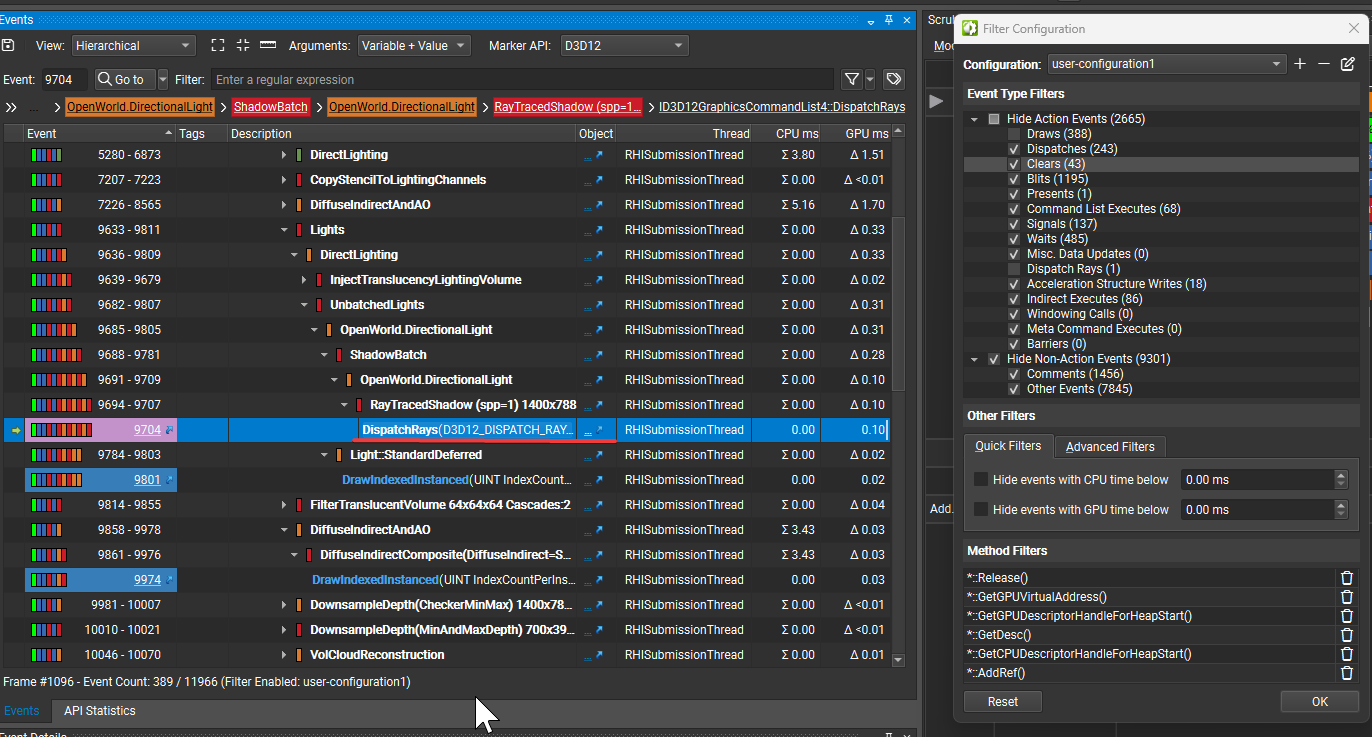 Events
View: Hierarchical Arguments: Variable + Value Marker API: D3D12
Event: 9704 Go to Filter: Enter a regular expression
... OpenWorld.DirectionalLight ShadowBatch OpenWorld.DirectionalLight RayTracedShadow (spp=1... ID3D12GraphicsCommandList4::DispatchRays
Event Tags Description Object Thread CPU ms GPU ms
5280 - 6873 DirectLighting ... RHISubmissionThread Σ 3.80 Δ 1.51
7207 - 7223 CopyStencilToLightingChannels ... RHISubmissionThread Σ 0.00 Δ <0.01
7226 - 8565 DiffuseIndirectAndAO ... RHISubmissionThread Σ 5.16 Δ 1.70
9633 - 9811 Lights ... RHISubmissionThread Σ 0.00 Δ 0.33
9636 - 9809 DirectLighting ... RHISubmissionThread Σ 0.00 Δ 0.33
9639 - 9679 InjectTranslucencyLightingVolume ... RHISubmissionThread Σ 0.00 Δ 0.02
9682 - 9807 UnbatchedLights ... RHISubmissionThread Σ 0.00 Δ 0.31
9685 - 9805 OpenWorld.DirectionalLight ... RHISubmissionThread Σ 0.00 Δ 0.31
9688 - 9781 ShadowBatch ... RHISubmissionThread Σ 0.00 Δ 0.28
9691 - 9709 OpenWorld.DirectionalLight ... RHISubmissionThread Σ 0.00 Δ 0.10
9694 - 9707 RayTracedShadow (spp=1) 1400x788 ... RHISubmissionThread Σ 0.00 Δ 0.10
9704 DispatchRays(D3D12_DISPATCH_RAY... ... RHISubmissionThread 0.00 0.10
9784 - 9803 Light::StandardDeferred ... RHISubmissionThread Σ 0.00 Δ 0.02
9801 DrawIndexedInstanced(UINT IndexCount... ... RHISubmissionThread 0.00 0.02
9814 - 9855 FilterTranslucentVolume 64x64x64 Cascades:2 ... RHISubmissionThread Σ 0.00 Δ 0.04
9858 - 9978 DiffuseIndirectAndAO ... RHISubmissionThread Σ 3.43 Δ 0.03
9861 - 9976 DiffuseIndirectComposite(DiffuseIndirect=S... ... RHISubmissionThread Σ 3.43 Δ 0.03
9974 DrawIndexedInstanced(UINT IndexCountPerIns... ... RHISubmissionThread 0.00 0.03
9981 - 10007 DownsampleDepth(CheckerMinMax) 1400x78... ... RHISubmissionThread Σ 0.00 Δ <0.01
10010 - 10021 DownsampleDepth(MinAndMaxDepth) 700x39... ... RHISubmissionThread Σ 0.00 Δ <0.01
10046 - 10070 VolCloudReconstruction ... RHISubmissionThread Σ 0.00 Δ 0.01
Frame #1096 - Event Count: 389 / 11966 (Filter Enabled: user-configuration1)
Events API Statistics
Event Details
Add.
Filter Configuration
Configuration: user-configuration1
Event Type Filters
Hide Action Events (2665)
Draws (388)
Dispatches (243)
Clears (43)
Blits (1195)
Presents (1)
Command List Executes (68)
Signals (137)
Waits (485)
Misc. Data Updates (0)
Dispatch Rays (1)
Acceleration Structure Writes (18)
Indirect Executes (86)
Windowing Calls (0)
Meta Command Executes (0)
Barriers (0)
Hide Non-Action Events (9301)
Comments (1456)
Other Events (7845)
Other Filters
Quick Filters Advanced Filters
Hide events with CPU time below 0.00 ms
Hide events with GPU time below 0.00 ms
Method Filters
*::Release()
*::GetGPUVirtualAddress()
*::GetGPUDescriptorHandleForHeapStart()
*::GetDesc()
*::GetCPUDescriptorHandleForHeapStart()
*::AddRef()
Reset OK